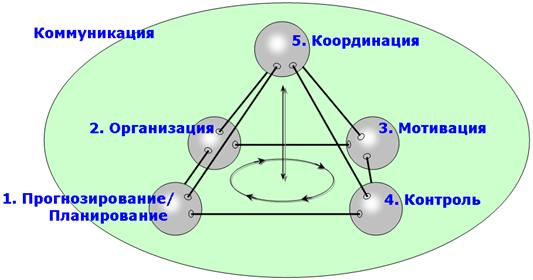 Коммуникация
5. Координация
2. Организация
3. Мотивация
1. Прогнозирование/
Планирование
4. Контроль